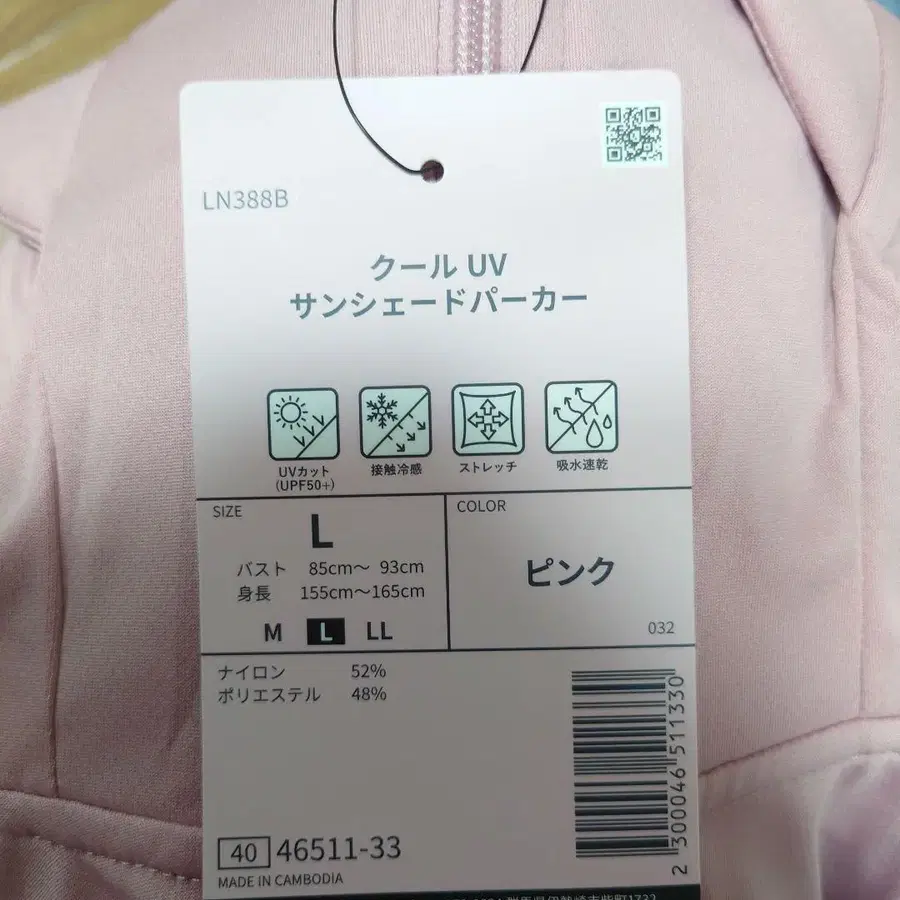 LN388B
クール UV
サンシェードパーカー
UVカット
(UPF50+)
接触冷感
ストレッチ
吸水速乾
SIZE
L
バスト 85cm〜 93cm
身長 155cm〜165cm
M L LL
COLOR
ピンク
032
ナイロン 52%
ポリエステル 48%
2 300046 511330
40 46511-33
MADE IN CAMBODIA